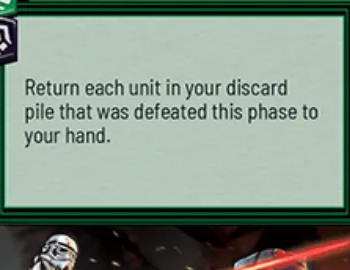 Return each unit in your discard
pile that was defeated this phase to
your hand.